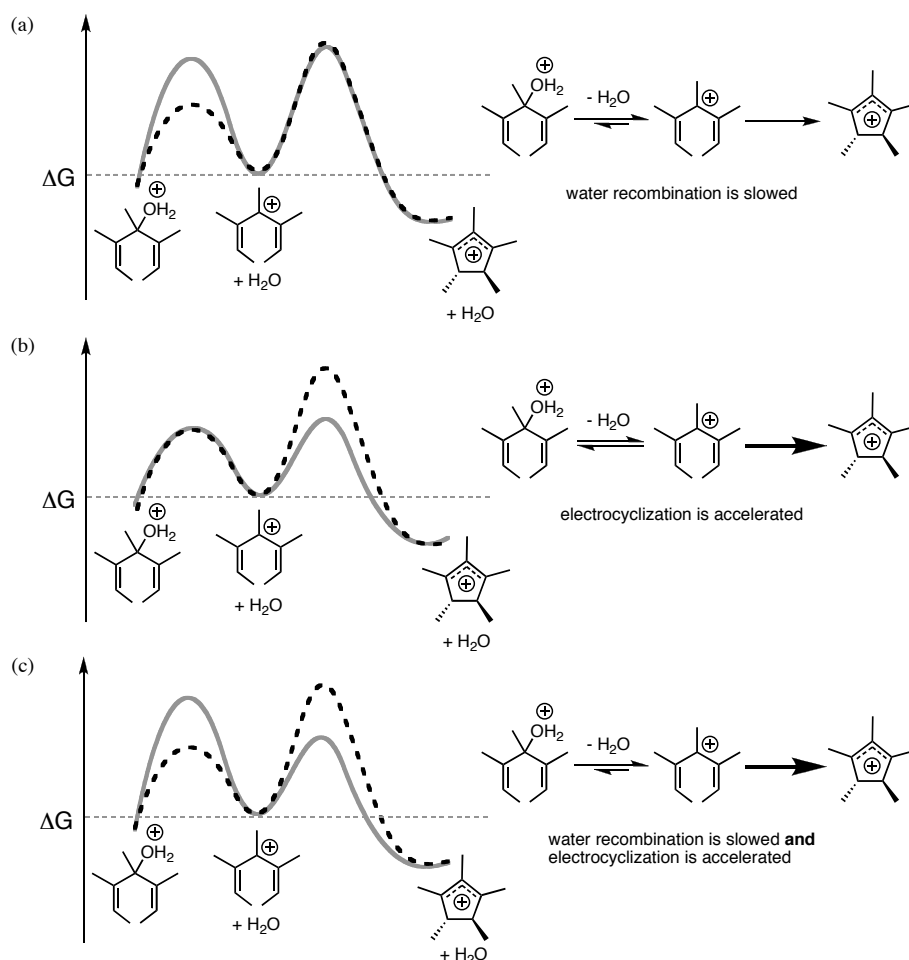 (a)
ΔG
⊕
OH2
⊕
+ H2O
⊕
+ H2O
⊕
OH2
- H2O
⊕
⊕
water recombination is slowed
(b)
ΔG
⊕
OH2
⊕
+ H2O
⊕
+ H2O
⊕
OH2
- H2O
⊕
⊕
electrocyclization is accelerated
(c)
ΔG
⊕
OH2
⊕
+ H2O
⊕
+ H2O
⊕
OH2
- H2O
⊕
⊕
water recombination is slowed and
electrocyclization is accelerated